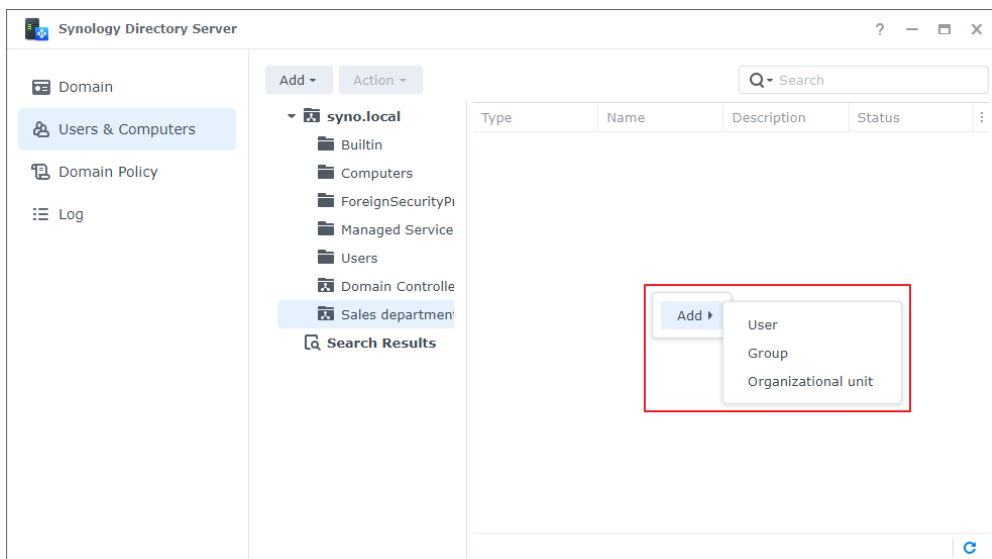 Synology Directory Server
?
Domain
Users & Computers
Domain Policy
Log
Add
Action
Search
syno.local
Builtin
Computers
ForeignSecurityPr
Managed Service
Users
Domain Controlle
Sales department
Search Results
Type Name Description Status
Add
User
Group
Organizational unit